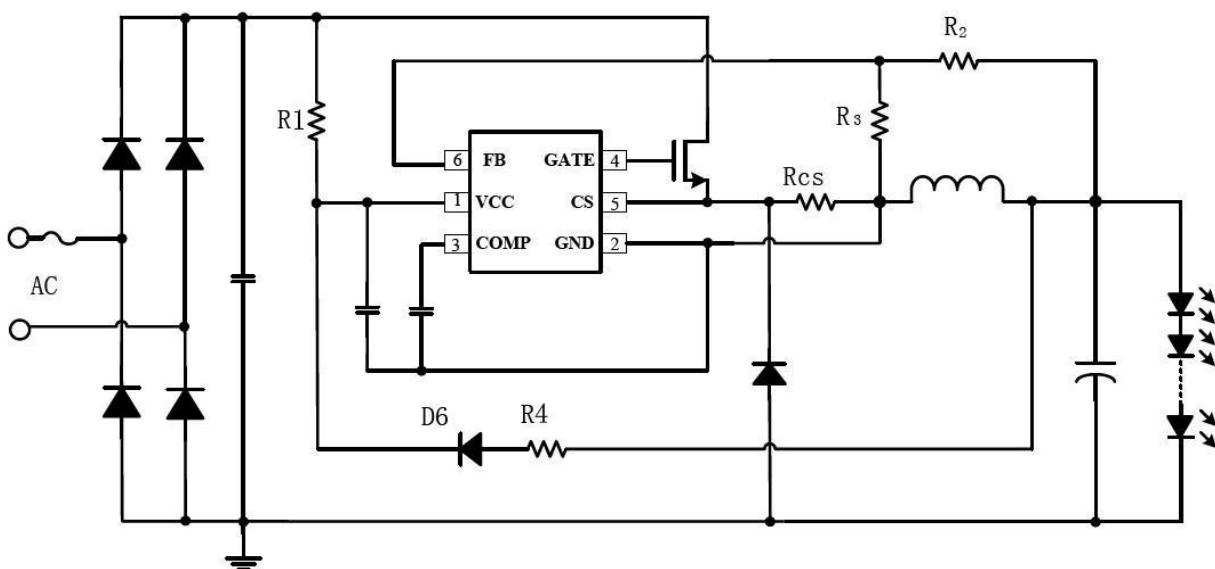 R₂
R1
R₃
6 FB GATE 4
Rcs
1 VCC CS 5
3 COMP GND 2
AC
D6 R4